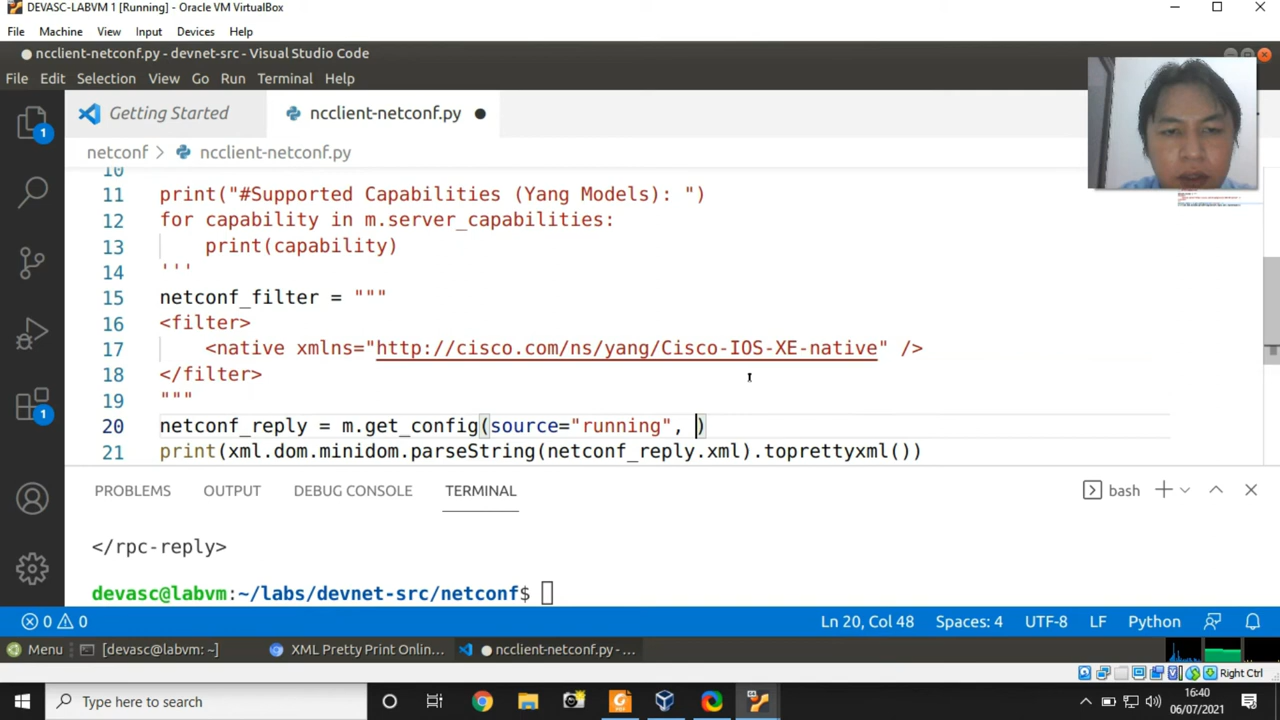 DEVASC-LABVM 1 [Running] - Oracle VM VirtualBox
File Machine View Input Devices Help
● ncclient-netconf.py - devnet-src - Visual Studio Code
File Edit Selection View Go Run Terminal Help
Getting Started ncclient-netconf.py ●
netconf > ncclient-netconf.py
10
11 print("#Supported Capabilities (Yang Models): ")
12 for capability in m.server_capabilities:
13 print(capability)
14 '''
15 netconf_filter = """
16 <filter>
17 <native xmlns="http://cisco.com/ns/yang/Cisco-IOS-XE-native" />
18 </filter>
19 """
20 netconf_reply = m.get_config(source="running", )
21 print(xml.dom.minidom.parseString(netconf_reply.xml).toprettyxml())
1
1
PROBLEMS OUTPUT DEBUG CONSOLE TERMINAL
bash
</rpc-reply>
devasc@labvm:~/labs/devnet-src/netconf$
0 0 Ln 20, Col 48 Spaces: 4 UTF-8 LF Python
Menu [devasc@labvm: ~] XML Pretty Print Onlin... ● ncclient-netconf.py - ...
Right Ctrl
Type here to search
16:40
06/07/2021